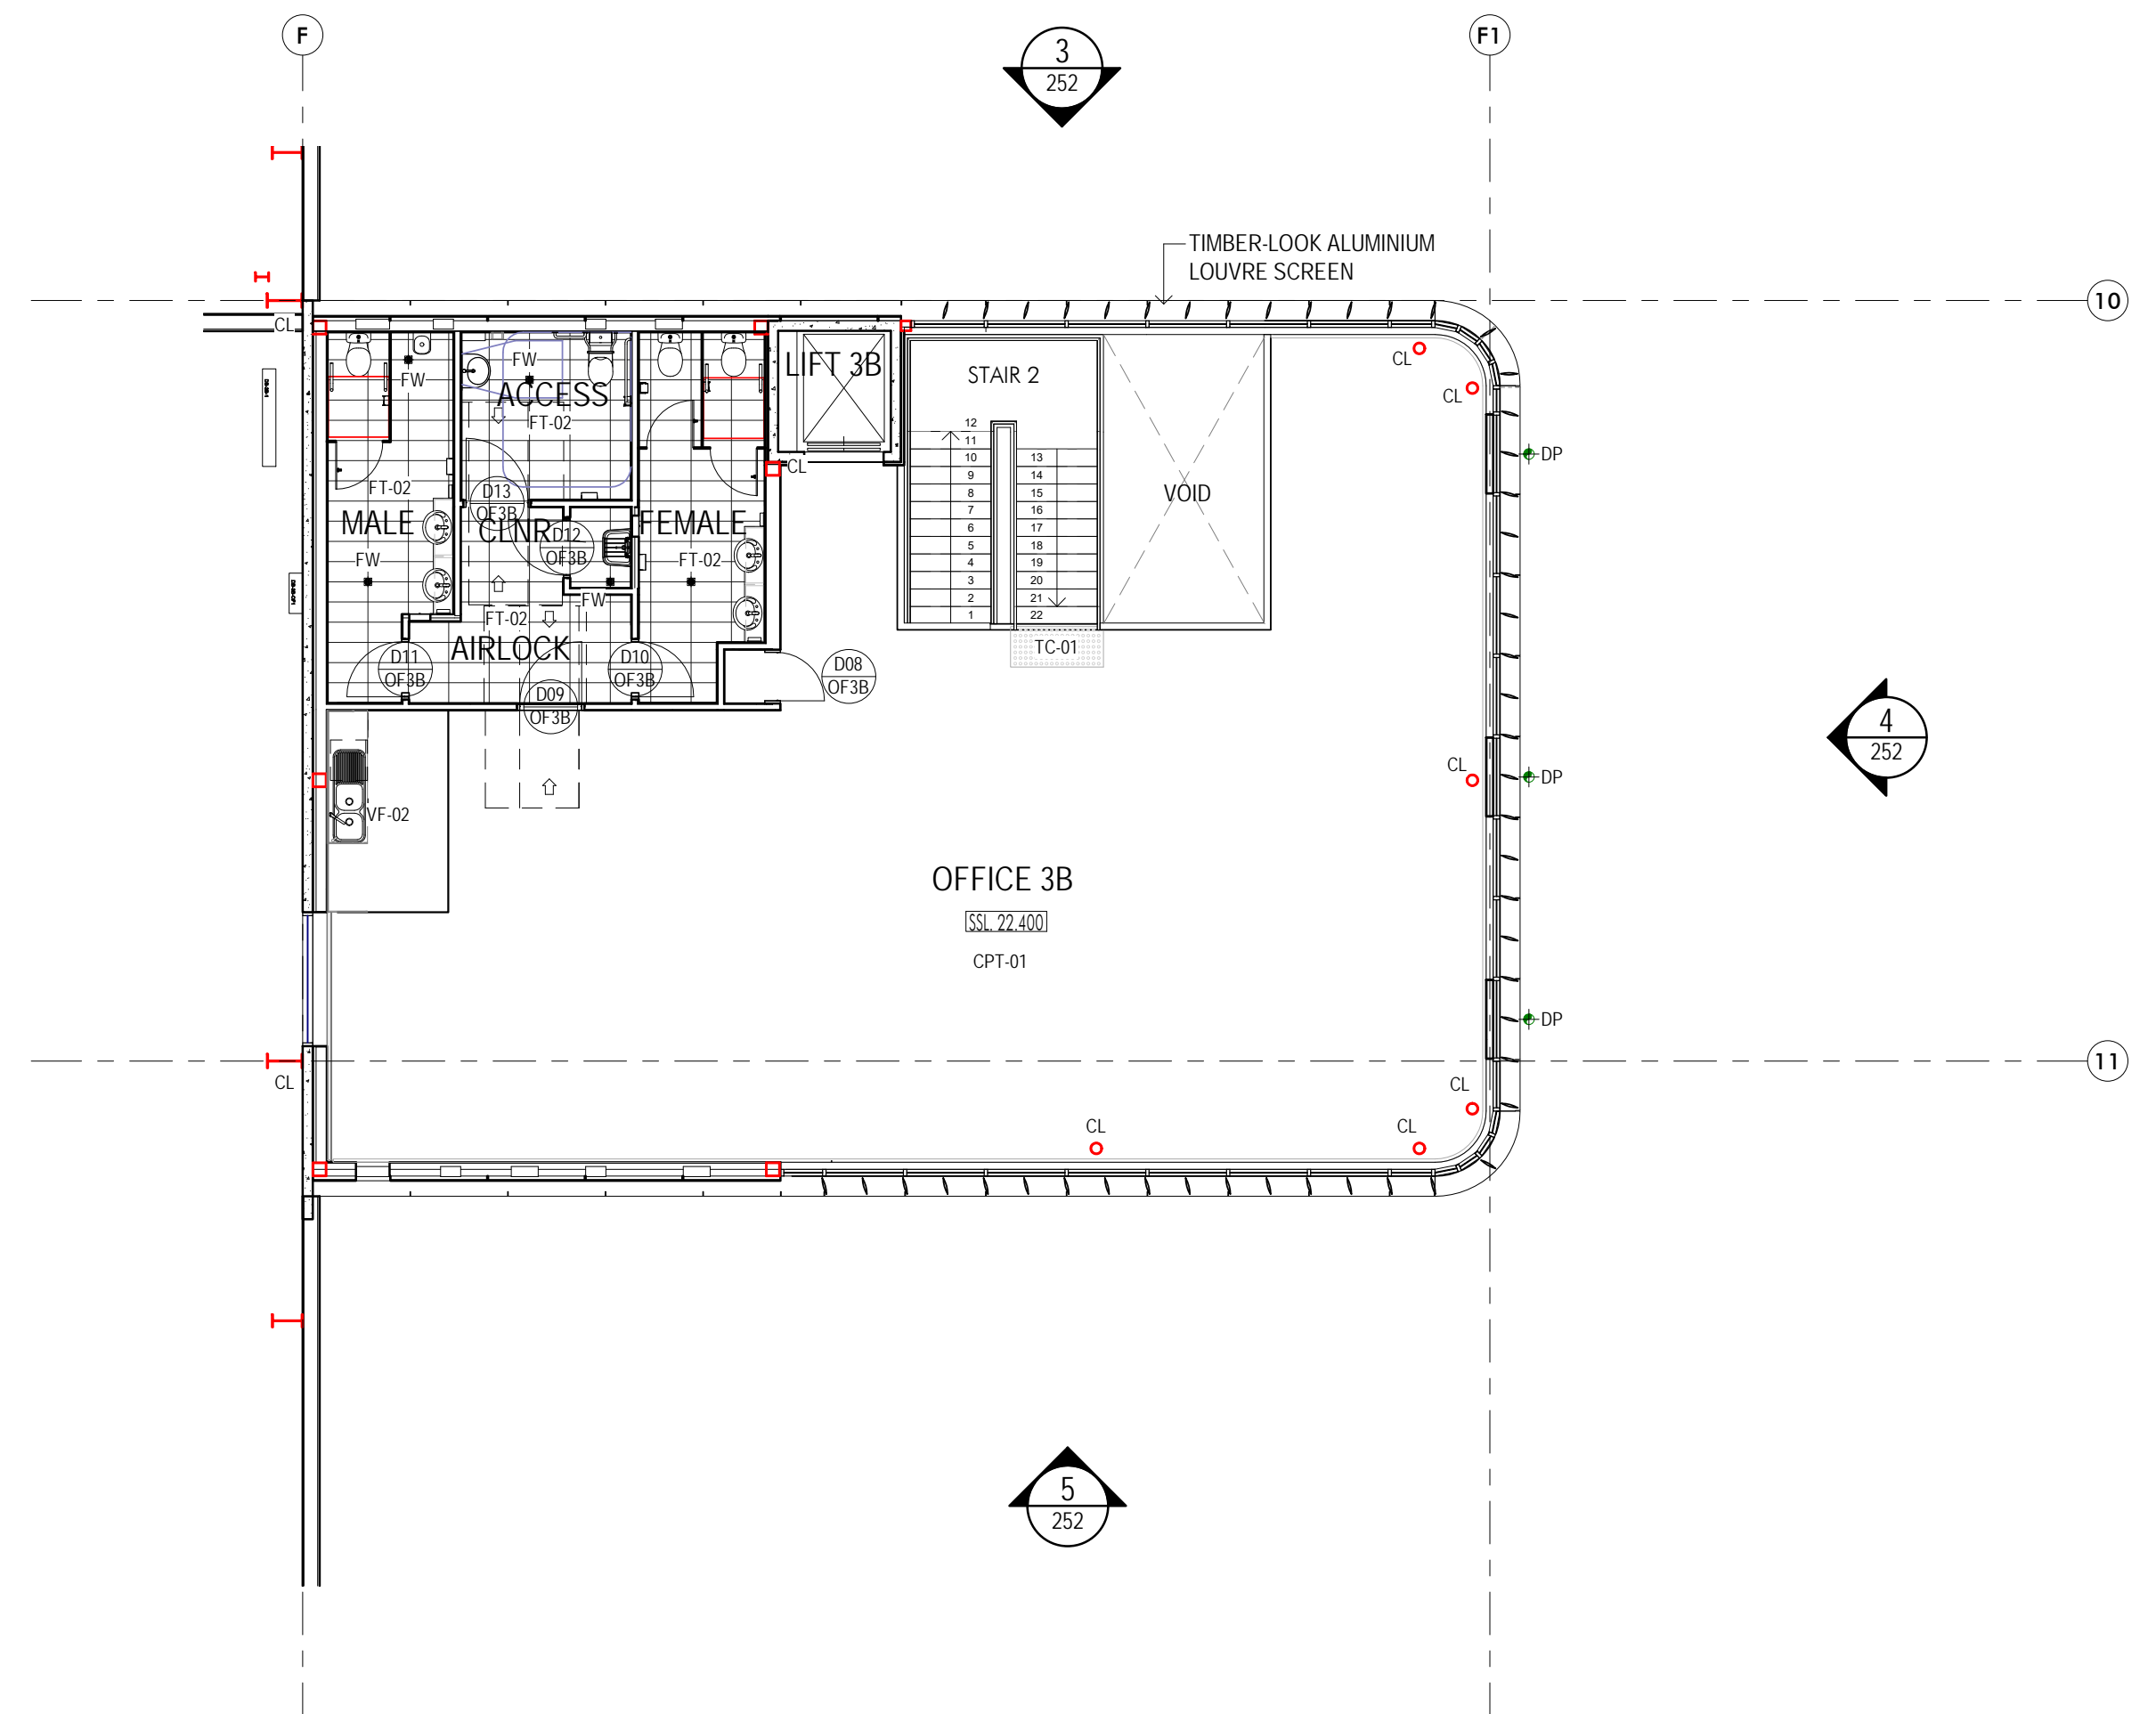 F
3
252
F1
TIMBER-LOOK ALUMINIUM
LOUVRE SCREEN
10
CL
FW
FW
ACCESS
FT-02
LIFT 3B
STAIR 2
CL
CL
CL
12
11
10
9
8
7
6
5
4
3
2
1
13
14
15
16
17
18
19
20
21
22
VOID
DP
FT-02
MALE
FW
D13
OF3B
CLNR
D12
OF3B
FEMALE
FT-02
FW
FT-02
AIRLOCK
D11
OF3B
D10
OF3B
D09
OF3B
D08
OF3B
TC-01
4
252
CL
DP
VF-02
OFFICE 3B
SSL. 22.400
CPT-01
DP
11
CL
CL
CL
CL
5
252